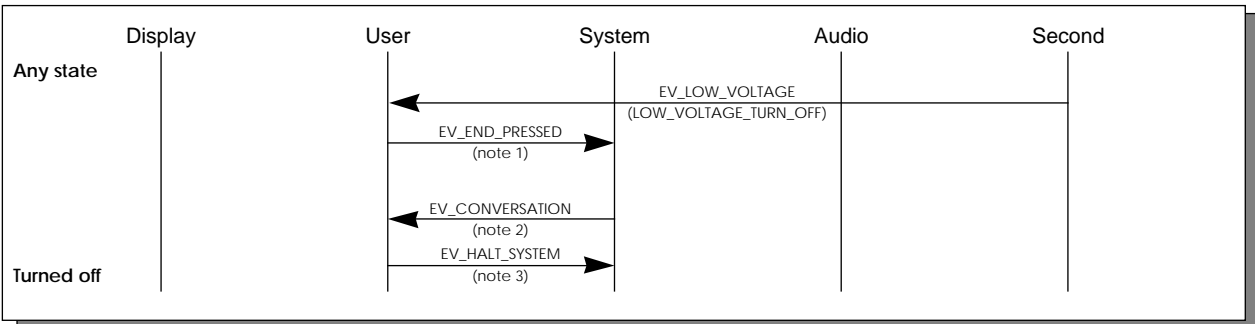 Display User System Audio Second
Any state
EV_LOW_VOLTAGE
(LOW_VOLTAGE_TURN_OFF)
EV_END_PRESSED
(note 1)
EV_CONVERSATION
(note 2)
EV_HALT_SYSTEM
(note 3)
Turned off